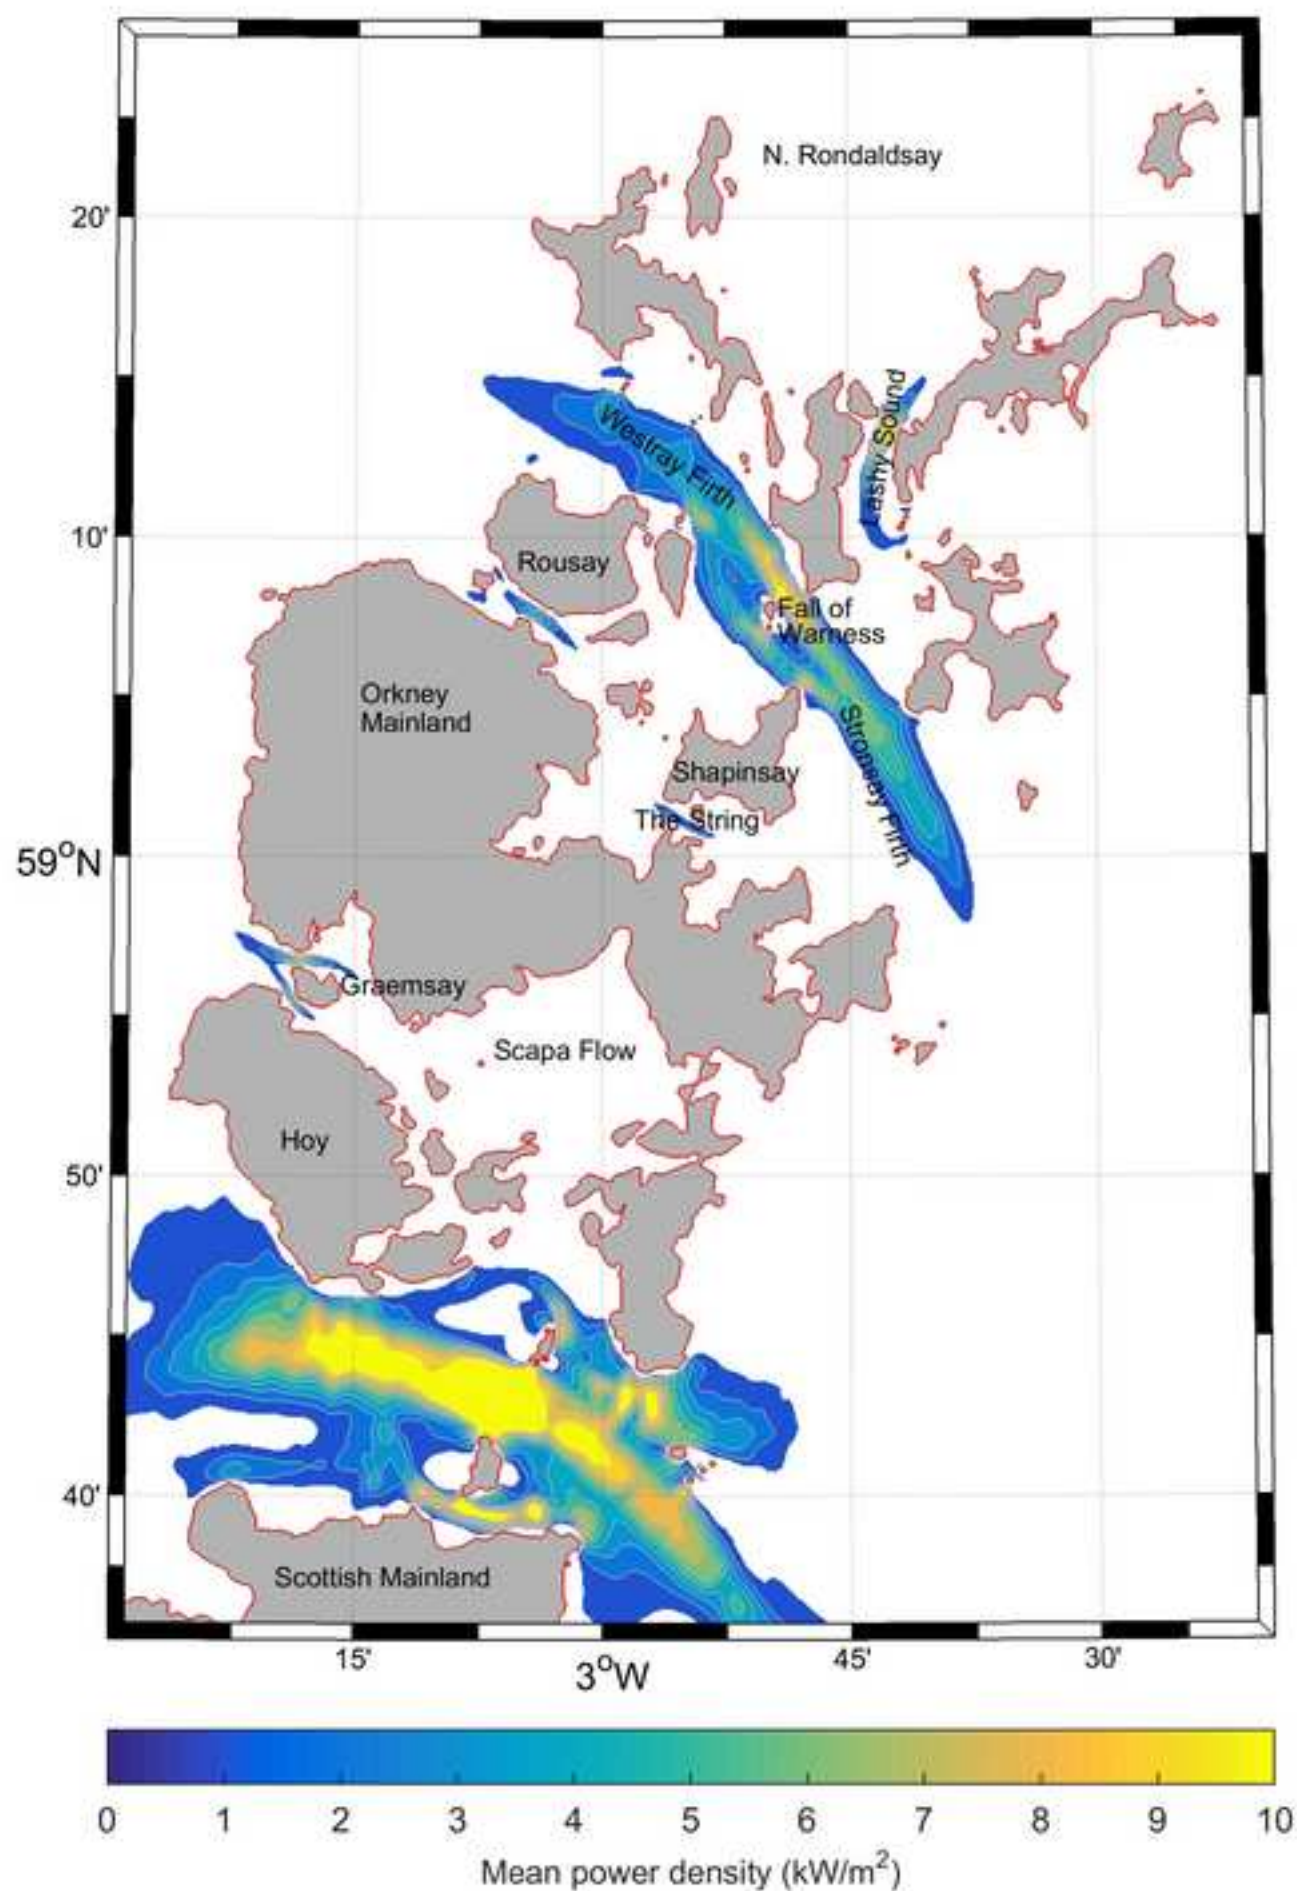 N. Rondaldsay
20'
Westray Firth
Lashy Sound
10'
Rousay
Fall of
Warness
Orkney
Mainland
Stronsay Firth
Shapinsay
The String
59°N
Graemsay
Scapa Flow
Hoy
50'
40'
Scottish Mainland
15'
3°W
45'
30'
0 1 2 3 4 5 6 7 8 9 10
Mean power density (kW/m²)